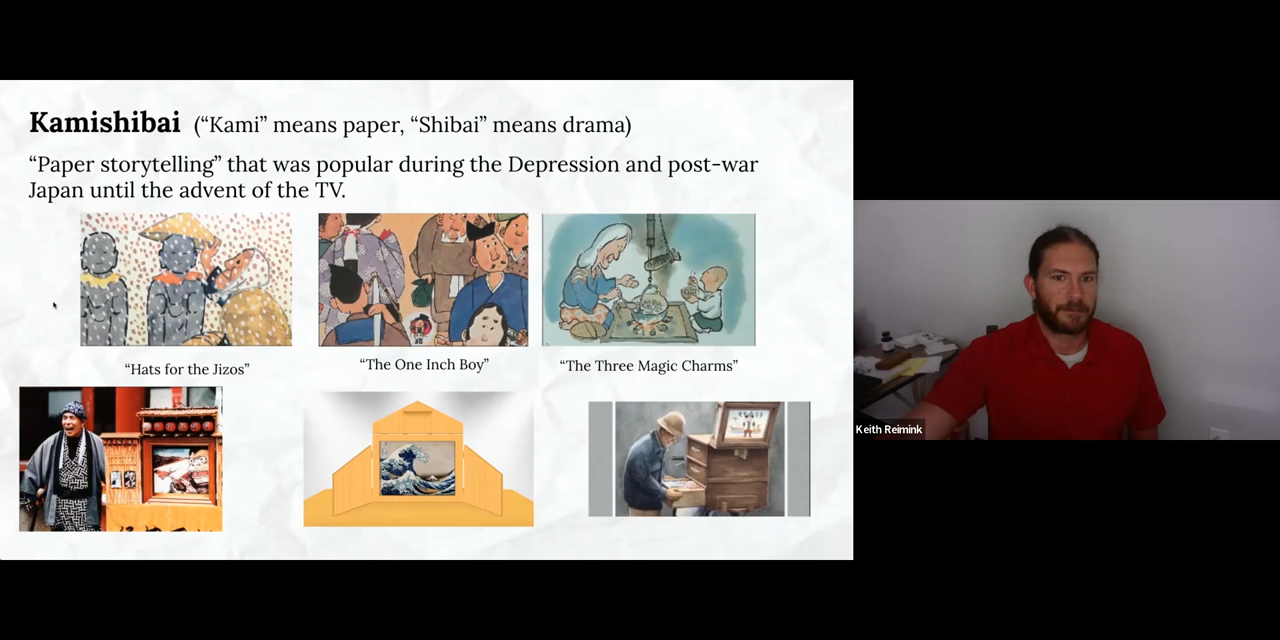 Kamishibai (“Kami” means paper, “Shibai” means drama)
“Paper storytelling” that was popular during the Depression and post-war
Japan until the advent of the TV.
“Hats for the Jizos”
“The One Inch Boy”
“The Three Magic Charms”
Keith Reimink